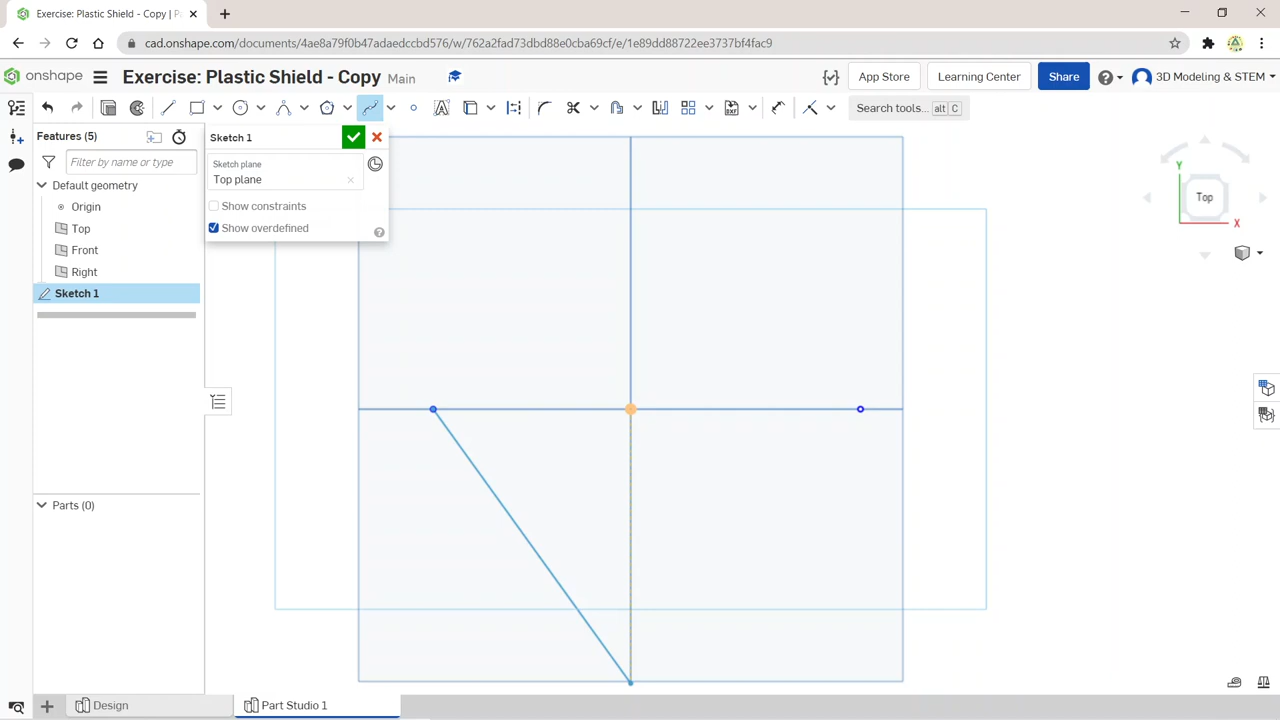 Exercise: Plastic Shield - Copy | P
cad.onshape.com/documents/4ae8a79f0b47adaedccbd576/w/762a2fad73dbd88e0cba69cf/e/1e89dd88722ee3737bf4fac9
onshape
Exercise: Plastic Shield - Copy Main
App Store
Learning Center
Share
3D Modeling & STEM
Search tools... alt C
Features (5)
Filter by name or type
Default geometry
Origin
Top
Front
Right
Sketch 1
Parts (0)
Sketch 1
Sketch plane
Top plane
Show constraints
Show overdefined
Y
Top
X
Design
Part Studio 1